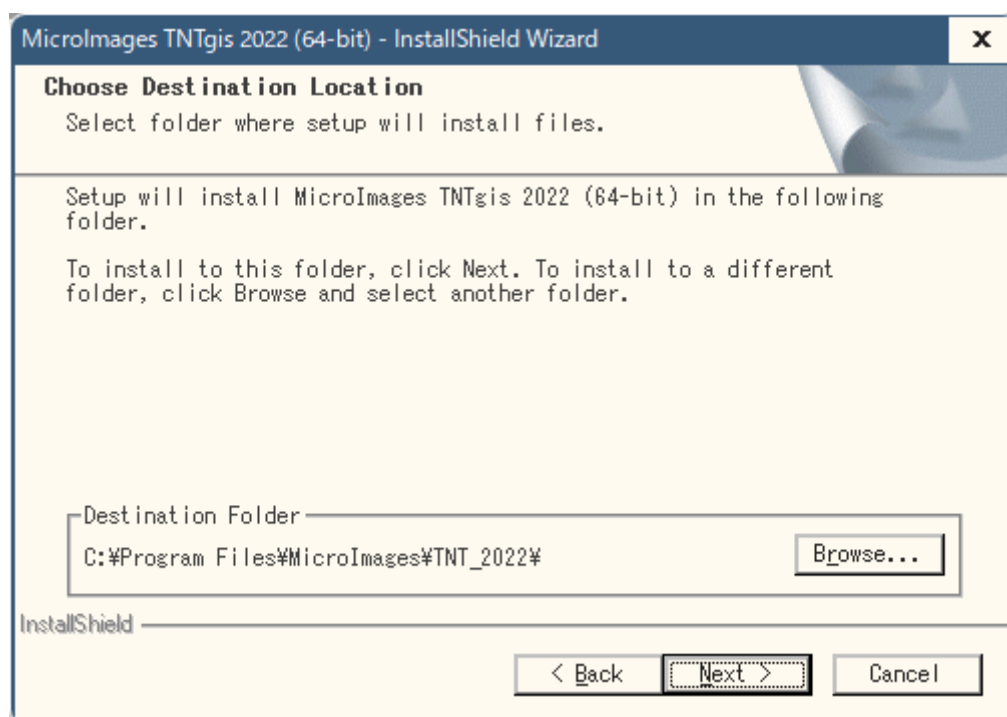 MicroImages TNTgis 2022 (64-bit) - InstallShield Wizard
Choose Destination Location
Select folder where setup will install files.
Setup will install MicroImages TNTgis 2022 (64-bit) in the following
folder.
To install to this folder, click Next. To install to a different
folder, click Browse and select another folder.
Destination Folder
C:¥Program Files¥MicroImages¥TNT_2022¥
Browse...
InstallShield
< Back
Next >
Cancel